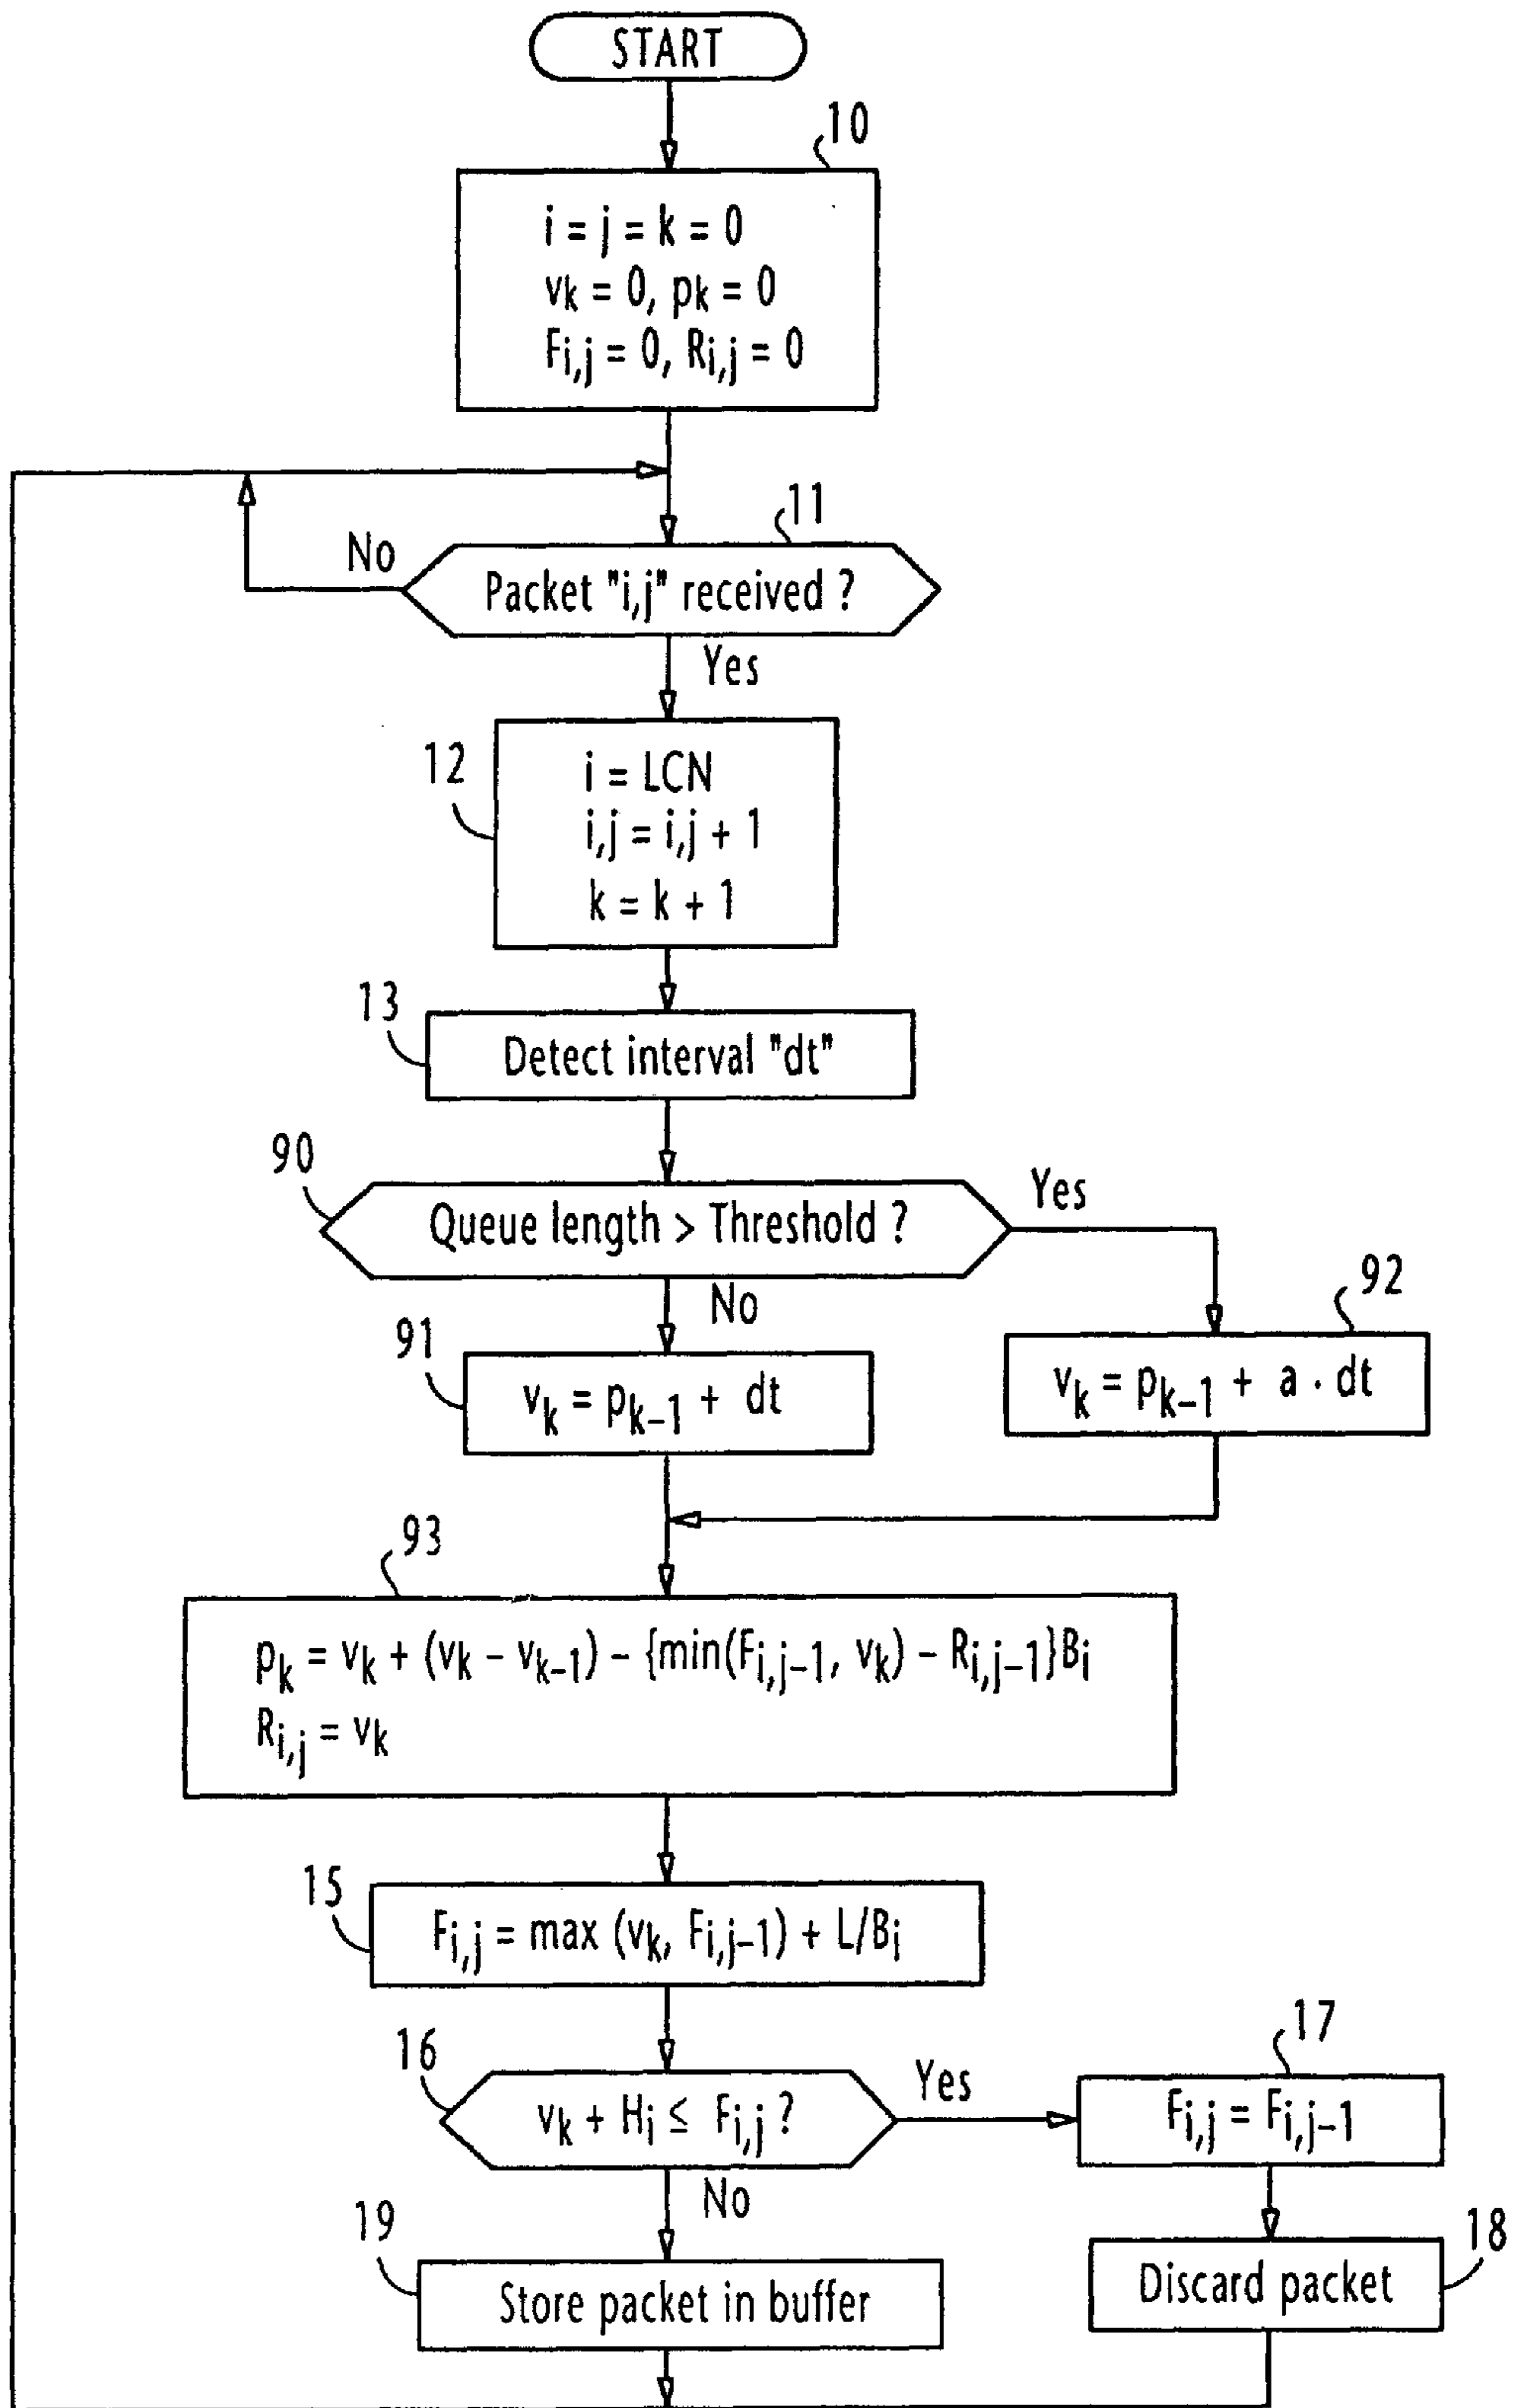 START
10
i = j = k = 0
vk = 0, pk = 0
Fi,j = 0, Ri,j = 0
11
No
Packet "i,j" received ?
Yes
12
i = LCN
i,j = i,j + 1
k = k + 1
13
Detect interval "dt"
90
Queue length > Threshold ?
Yes
No
92
91
vk = pk–1 + dt
vk = pk–1 + a · dt
93
pk = vk + (vk – vk–1) – {min(Fi,j–1, vk) – Ri,j–1}Bi
Ri,j = vk
15
Fi,j = max (vk, Fi,j–1) + L/Bi
16
vk + Hi ≤ Fi,j ?
Yes
17
Fi,j = Fi,j–1
No
19
Store packet in buffer
18
Discard packet